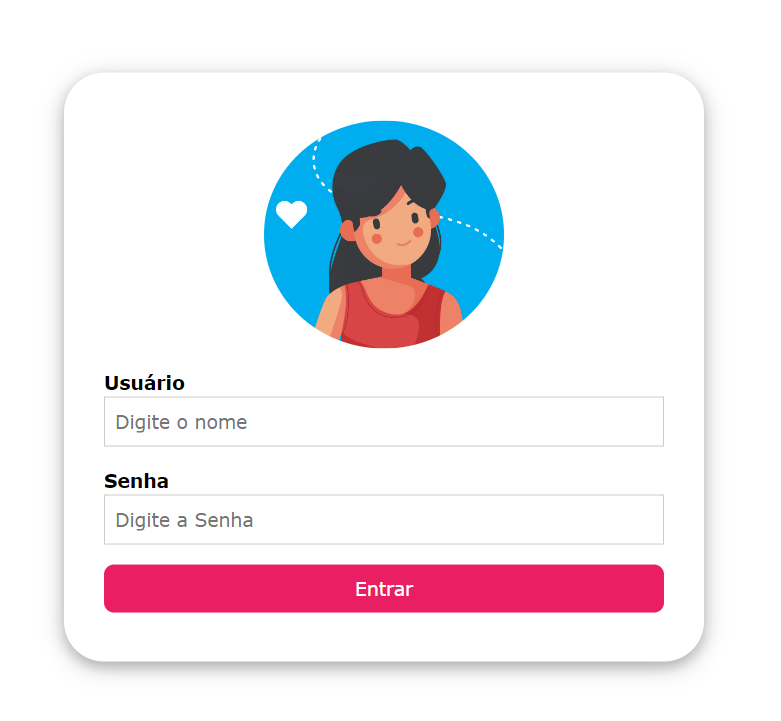 Usuário
Digite o nome
Senha
Digite a Senha
Entrar